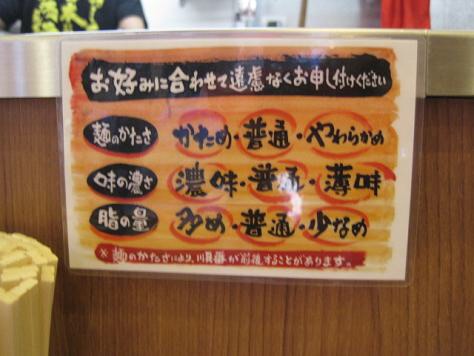 お好みに合わせて遠慮なくお申し付けください
麺のかたさ かため・普通・やわらかめ
味の濃さ 濃味・普通・薄味
脂の量 多め・普通・少なめ
※麺のかたさにより、順番が前後することがあります。